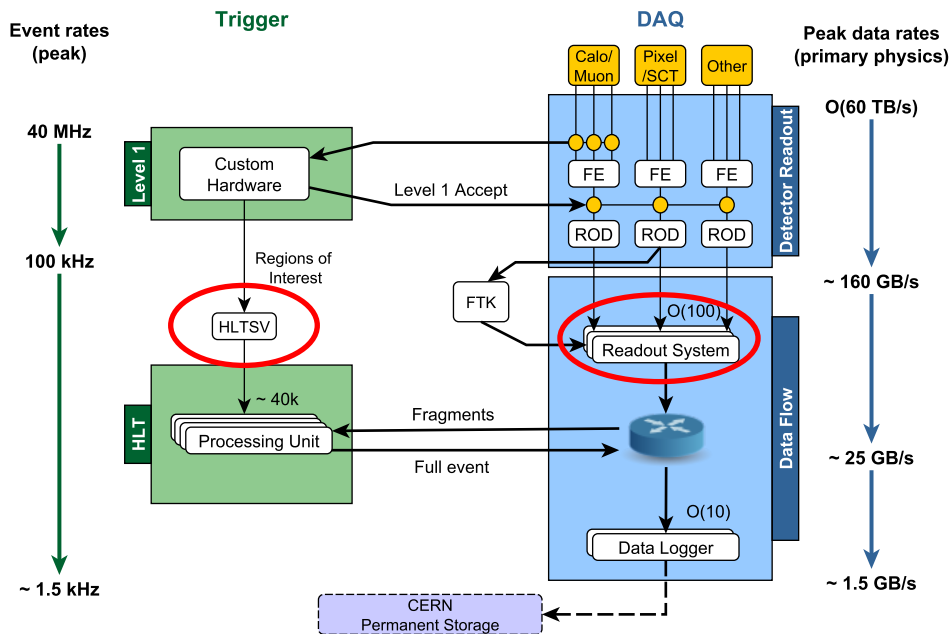 Trigger
DAQ
Event rates
(peak)
Peak data rates
(primary physics)
Calo/
Muon
Pixel
/SCT
Other
40 MHz
O(60 TB/s)
Level 1
Custom
Hardware
FE
FE
FE
Level 1 Accept
Detector Readout
ROD
ROD
ROD
100 kHz
Regions of
Interest
~ 160 GB/s
FTK
HLTSV
O(100)
Readout System
HLT
~ 40k
Processing Unit
Fragments
Full event
Data Flow
~ 25 GB/s
O(10)
Data Logger
~ 1.5 kHz
~ 1.5 GB/s
CERN
Permanent Storage